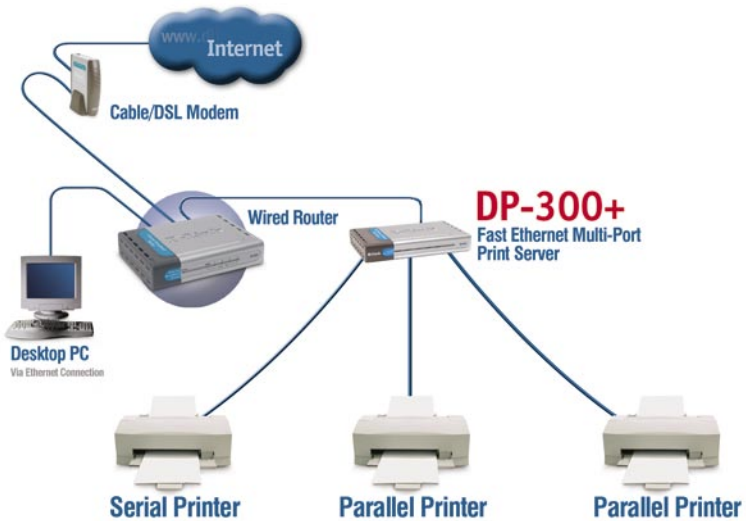 www.
Internet
Cable/DSL Modem
Wired Router
DP-300+
Fast Ethernet Multi-Port
Print Server
Desktop PC
Via Ethernet Connection
Serial Printer
Parallel Printer
Parallel Printer